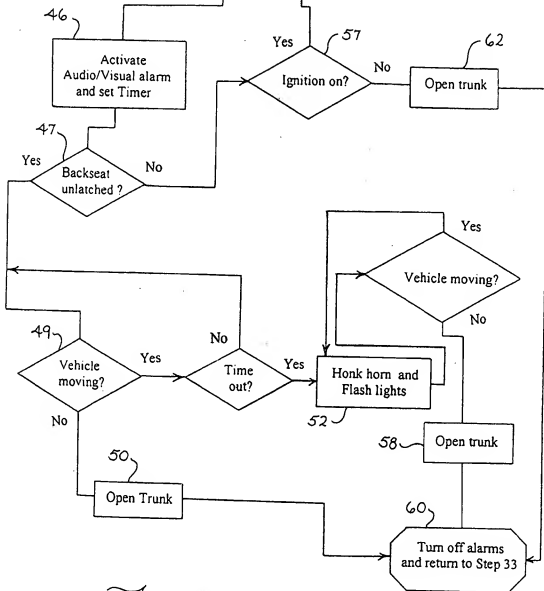 46
Activate
Audio/Visual alarm
and set Timer
Yes
57
Ignition on?
No
62
Open trunk
47
Yes
Backseat
unlatched ?
No
Yes
Vehicle moving?
No
49
Vehicle
moving?
Yes
No
No
Time
out?
Yes
Honk horn and
Flash lights
52
58
Open trunk
50
Open Trunk
60
Turn off alarms
and return to Step 33